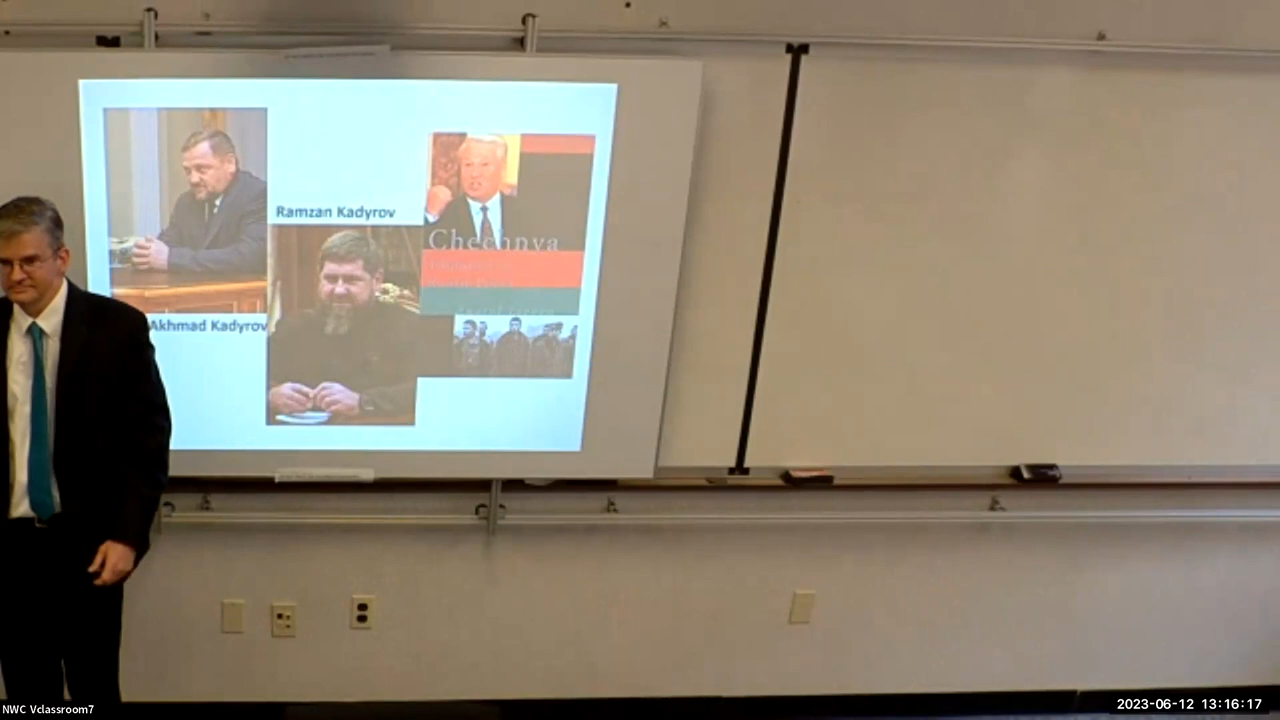 Ramzan Kadyrov
Chechnya
Akhmad Kadyrov
NWC Vclassroom7
2023-06-12 13:16:17